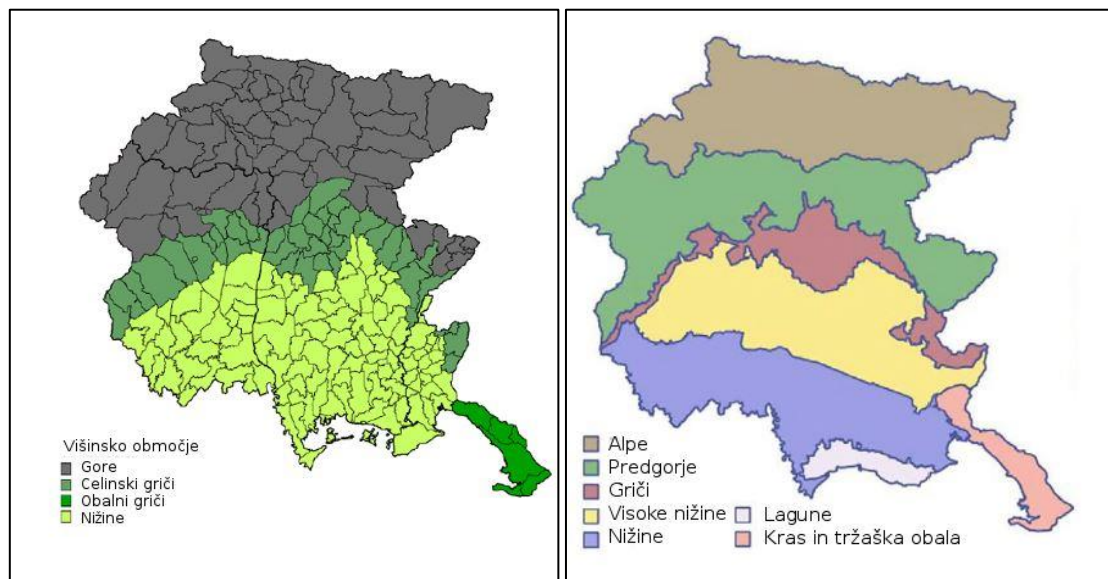 Višinsko območje
Gore
Celinski griči
Obalni griči
Nižine
Alpe
Predgorje
Griči
Visoke nižine
Nižine
Lagune
Kras in tržaška obala